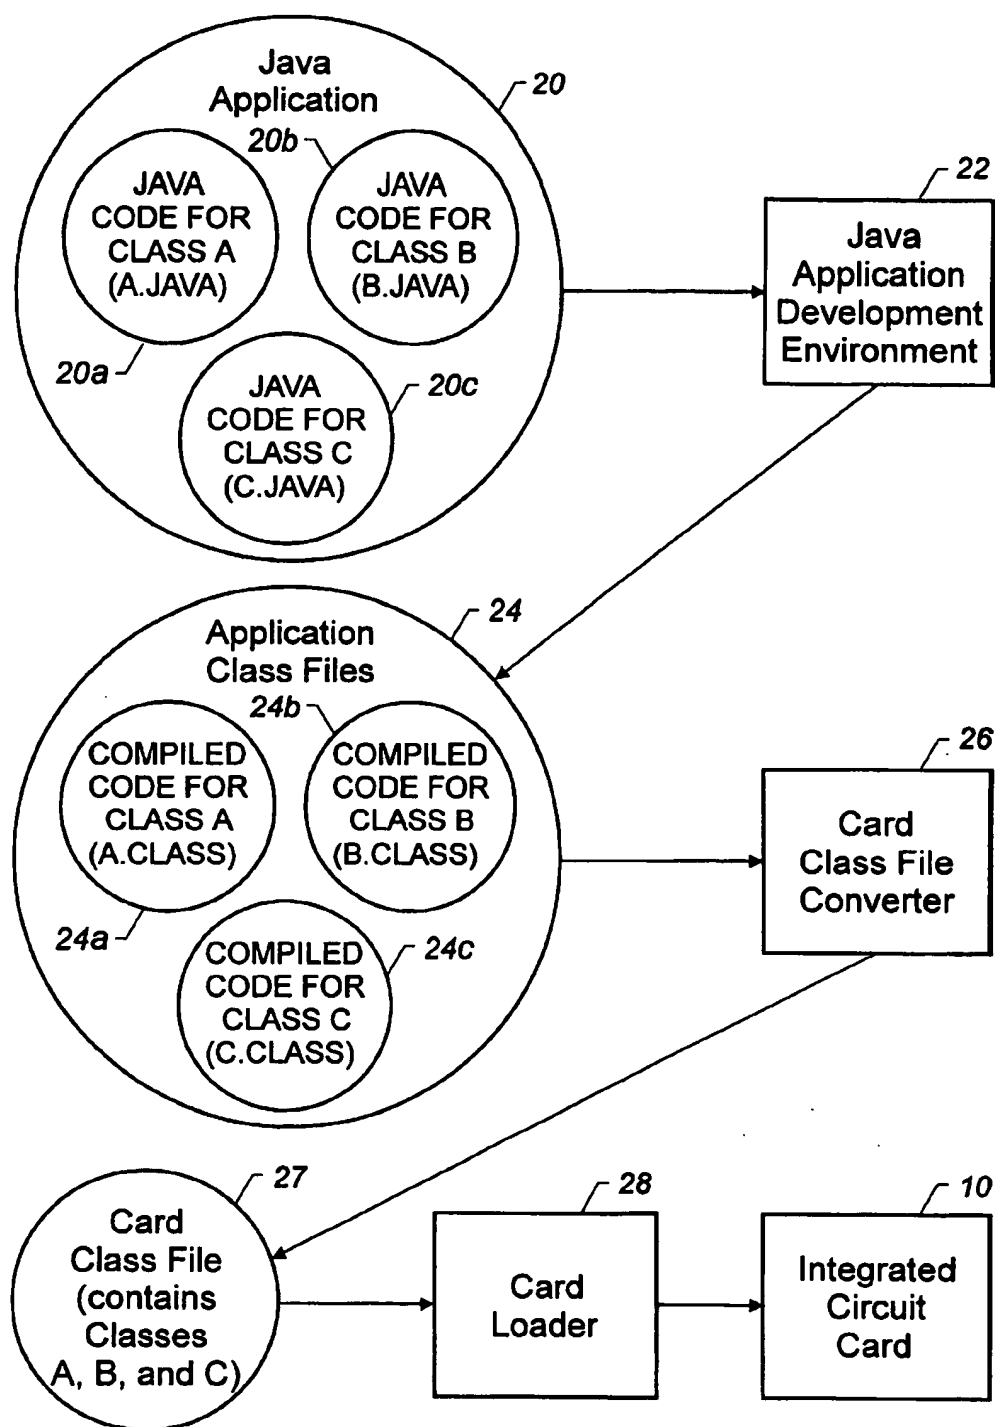 Java
Application
20
20b
JAVA
CODE FOR
CLASS A
(A.JAVA)
JAVA
CODE FOR
CLASS B
(B.JAVA)
20a
JAVA
CODE FOR
CLASS C
(C.JAVA)
20c
22
Java
Application
Development
Environment
24
Application
Class Files
24b
COMPILED
CODE FOR
CLASS A
(A.CLASS)
COMPILED
CODE FOR
CLASS B
(B.CLASS)
24a
COMPILED
CODE FOR
CLASS C
(C.CLASS)
24c
26
Card
Class File
Converter
27
Card
Class File
(contains
Classes
A, B, and C)
28
Card
Loader
10
Integrated
Circuit
Card